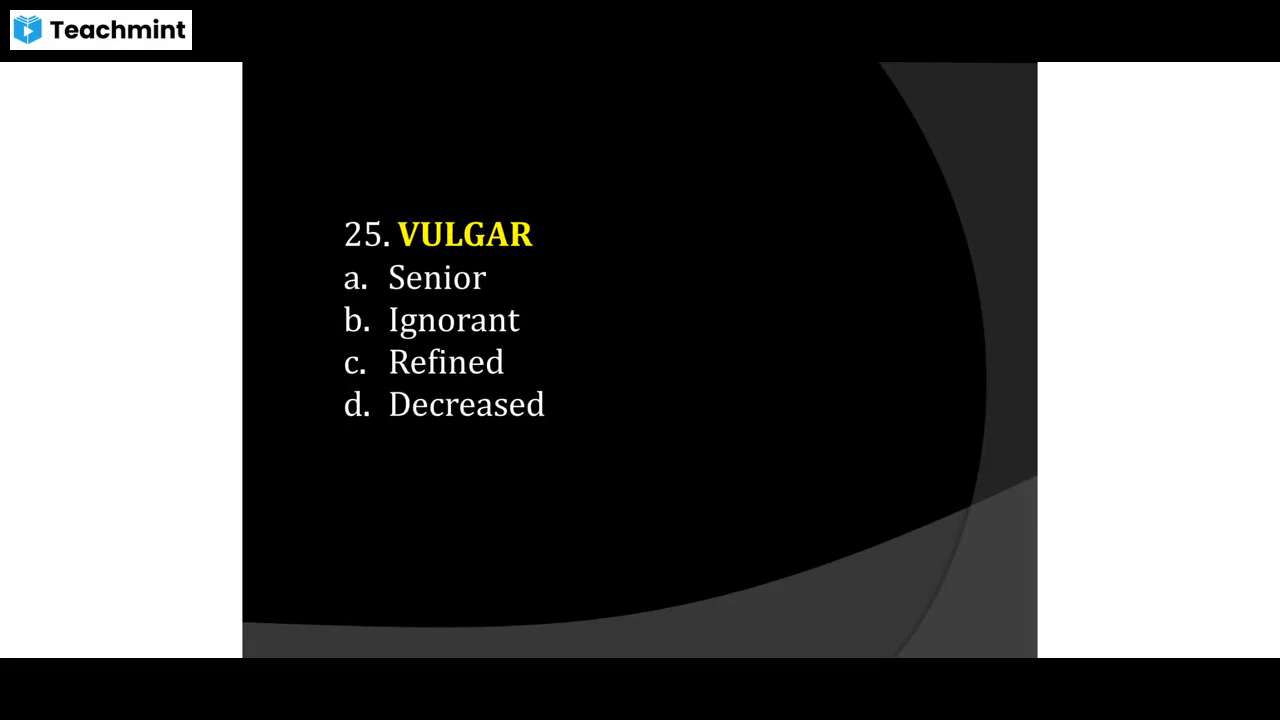 Teachmint
25. VULGAR
a. Senior
b. Ignorant
c. Refined
d. Decreased